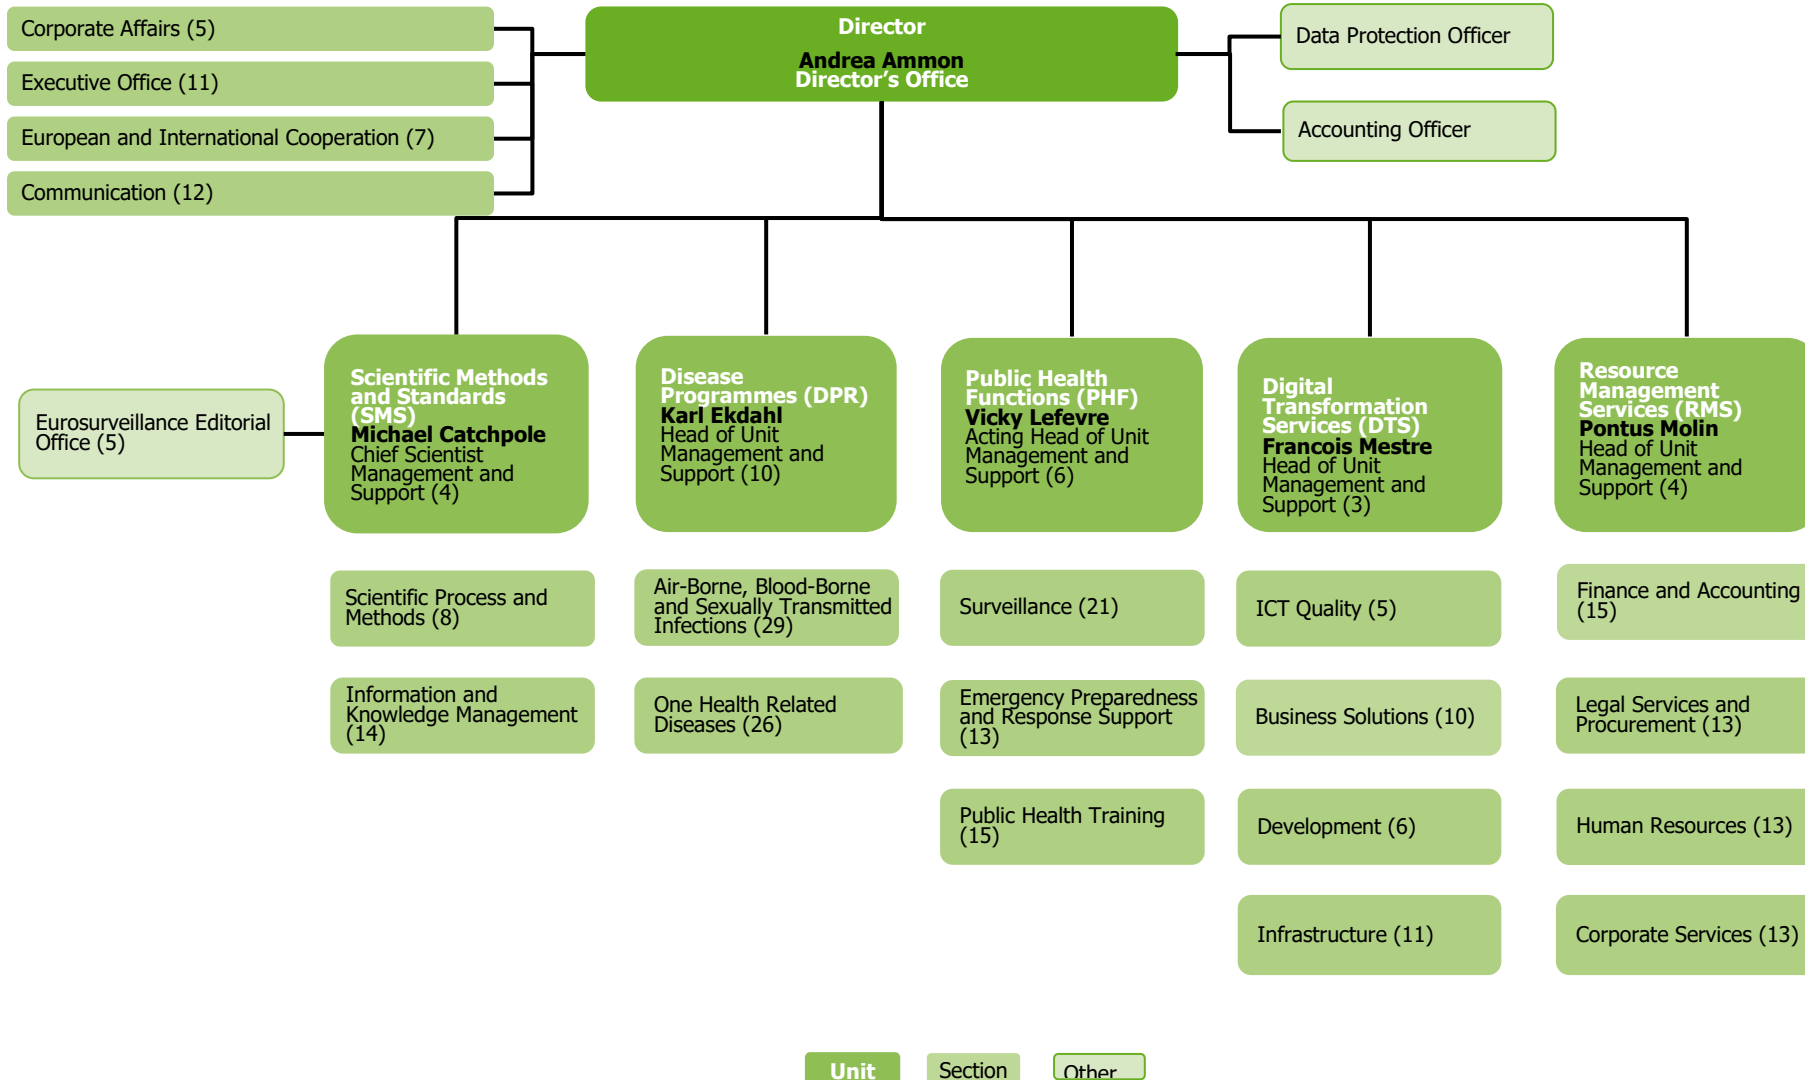 Corporate Affairs (5)
Executive Office (11)
European and International Cooperation (7)
Communication (12)
Director
Andrea Ammon
Director’s Office
Data Protection Officer
Accounting Officer
Eurosurveillance Editorial
Office (5)
Scientific Methods
and Standards
(SMS)
Michael Catchpole
Chief Scientist
Management and
Support (4)
Disease
Programmes (DPR)
Karl Ekdahl
Head of Unit
Management and
Support (10)
Public Health
Functions (PHF)
Vicky Lefevre
Acting Head of Unit
Management and
Support (6)
Digital
Transformation
Services (DTS)
Francois Mestre
Head of Unit
Management and
Support (3)
Resource
Management
Services (RMS)
Pontus Molin
Head of Unit
Management and
Support (4)
Scientific Process and
Methods (8)
Information and
Knowledge Management
(14)
Air-Borne, Blood-Borne
and Sexually Transmitted
Infections (29)
One Health Related
Diseases (26)
Surveillance (21)
Emergency Preparedness
and Response Support
(13)
Public Health Training
(15)
ICT Quality (5)
Business Solutions (10)
Development (6)
Infrastructure (11)
Finance and Accounting
(15)
Legal Services and
Procurement (13)
Human Resources (13)
Corporate Services (13)
Unit
Section
Other